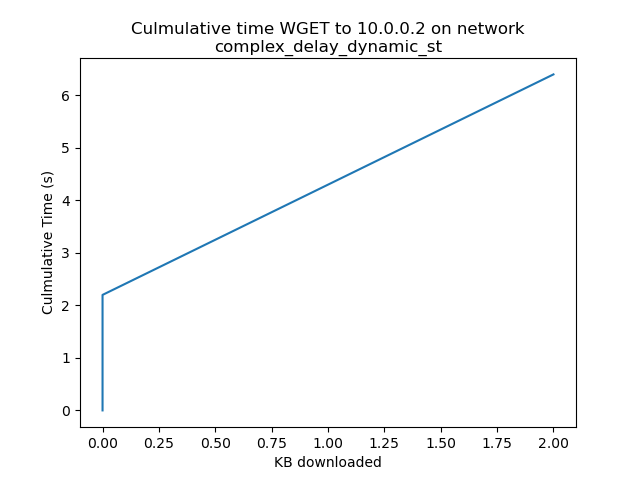 Culmulative time WGET to 10.0.0.2 on network
complex_delay_dynamic_st
6
5
4
3
2
1
0
Culmulative Time (s)
0.00 0.25 0.50 0.75 1.00 1.25 1.50 1.75 2.00
KB downloaded